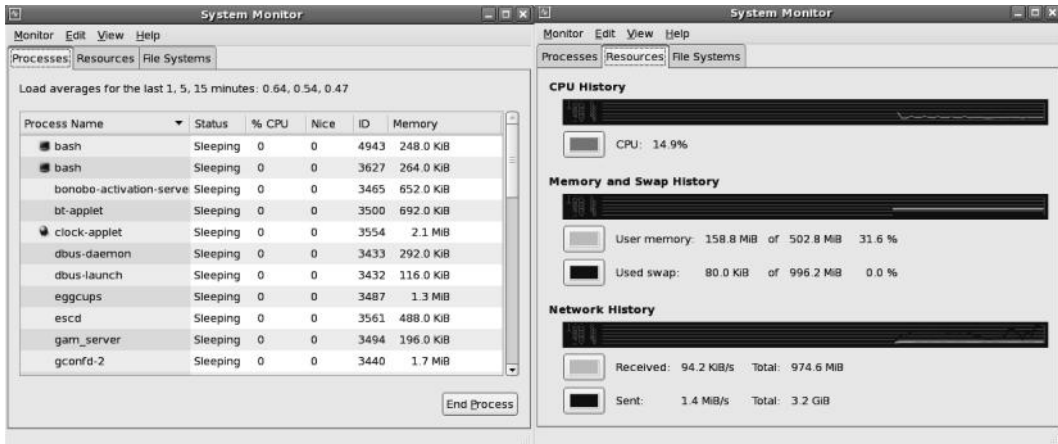 System Monitor
Monitor Edit View Help
Processes Resources File Systems
Load averages for the last 1, 5, 15 minutes: 0.64, 0.54, 0.47
Process Name Status % CPU Nice ID Memory
bash Sleeping 0 0 4943 248.0 KiB
bash Sleeping 0 0 3627 264.0 KiB
bonobo-activation-serve Sleeping 0 0 3465 652.0 KiB
bt-applet Sleeping 0 0 3500 692.0 KiB
clock-applet Sleeping 0 0 3554 2.1 MiB
dbus-daemon Sleeping 0 0 3433 292.0 KiB
dbus-launch Sleeping 0 0 3432 116.0 KiB
eggcups Sleeping 0 0 3487 1.3 MiB
escd Sleeping 0 0 3561 488.0 KiB
gam_server Sleeping 0 0 3494 196.0 KiB
gconfd-2 Sleeping 0 0 3440 1.7 MiB
End Process
System Monitor
Monitor Edit View Help
Processes Resources File Systems
CPU History
CPU: 14.9%
Memory and Swap History
User memory: 158.8 MiB of 502.8 MiB 31.6 %
Used swap: 80.0 KiB of 996.2 MiB 0.0 %
Network History
Received: 94.2 KiB/s Total: 974.6 MiB
Sent: 1.4 MiB/s Total: 3.2 GiB